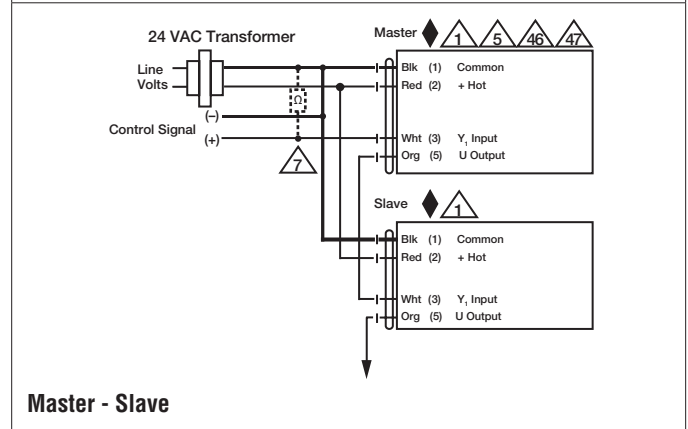 24 VAC Transformer
Line
Volts
(–)
Control Signal
(+)
Ω
7
Master
1
5
46
47
Blk (1) Common
Red (2) + Hot
Wht (3) Y1 Input
Org (5) U Output
Slave
1
Blk (1) Common
Red (2) + Hot
Wht (3) Y1 Input
Org (5) U Output
Master - Slave